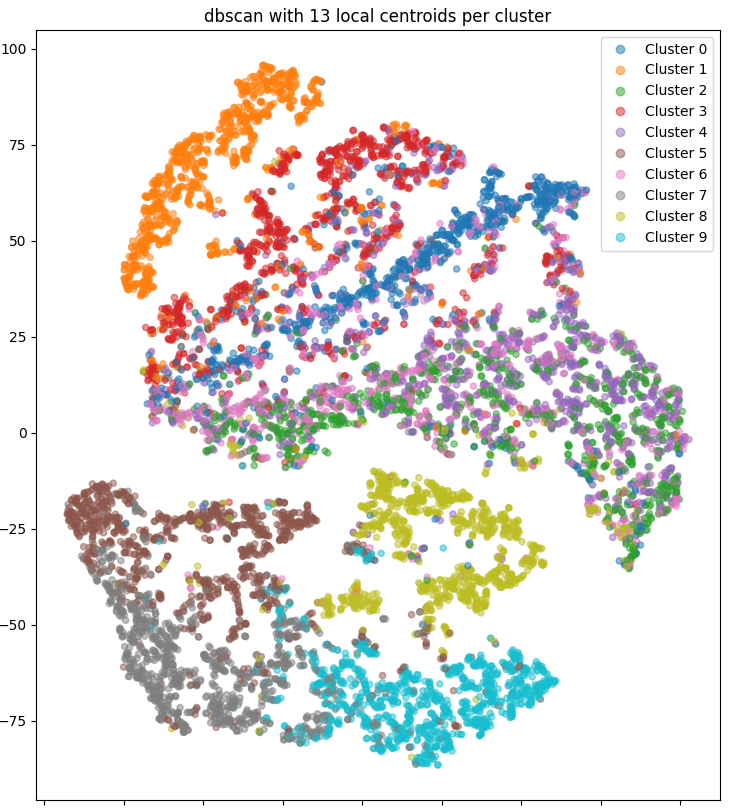 dbscan with 13 local centroids per cluster
100
75
50
25
0
−25
−50
−75
Cluster 0
Cluster 1
Cluster 2
Cluster 3
Cluster 4
Cluster 5
Cluster 6
Cluster 7
Cluster 8
Cluster 9